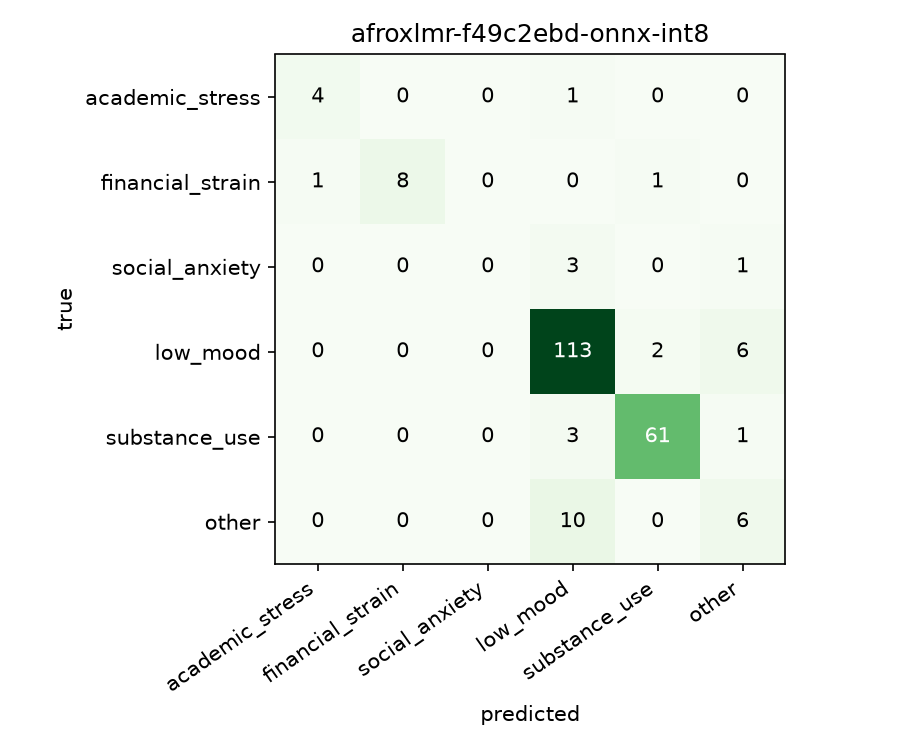 afroxlmr-f49c2ebd-onnx-int8
academic_stress 4 0 0 1 0 0
financial_strain 1 8 0 0 1 0
social_anxiety 0 0 0 3 0 1
low_mood 0 0 0 113 2 6
substance_use 0 0 0 3 61 1
other 0 0 0 10 0 6
true
academic_stress financial_strain social_anxiety low_mood substance_use other
predicted